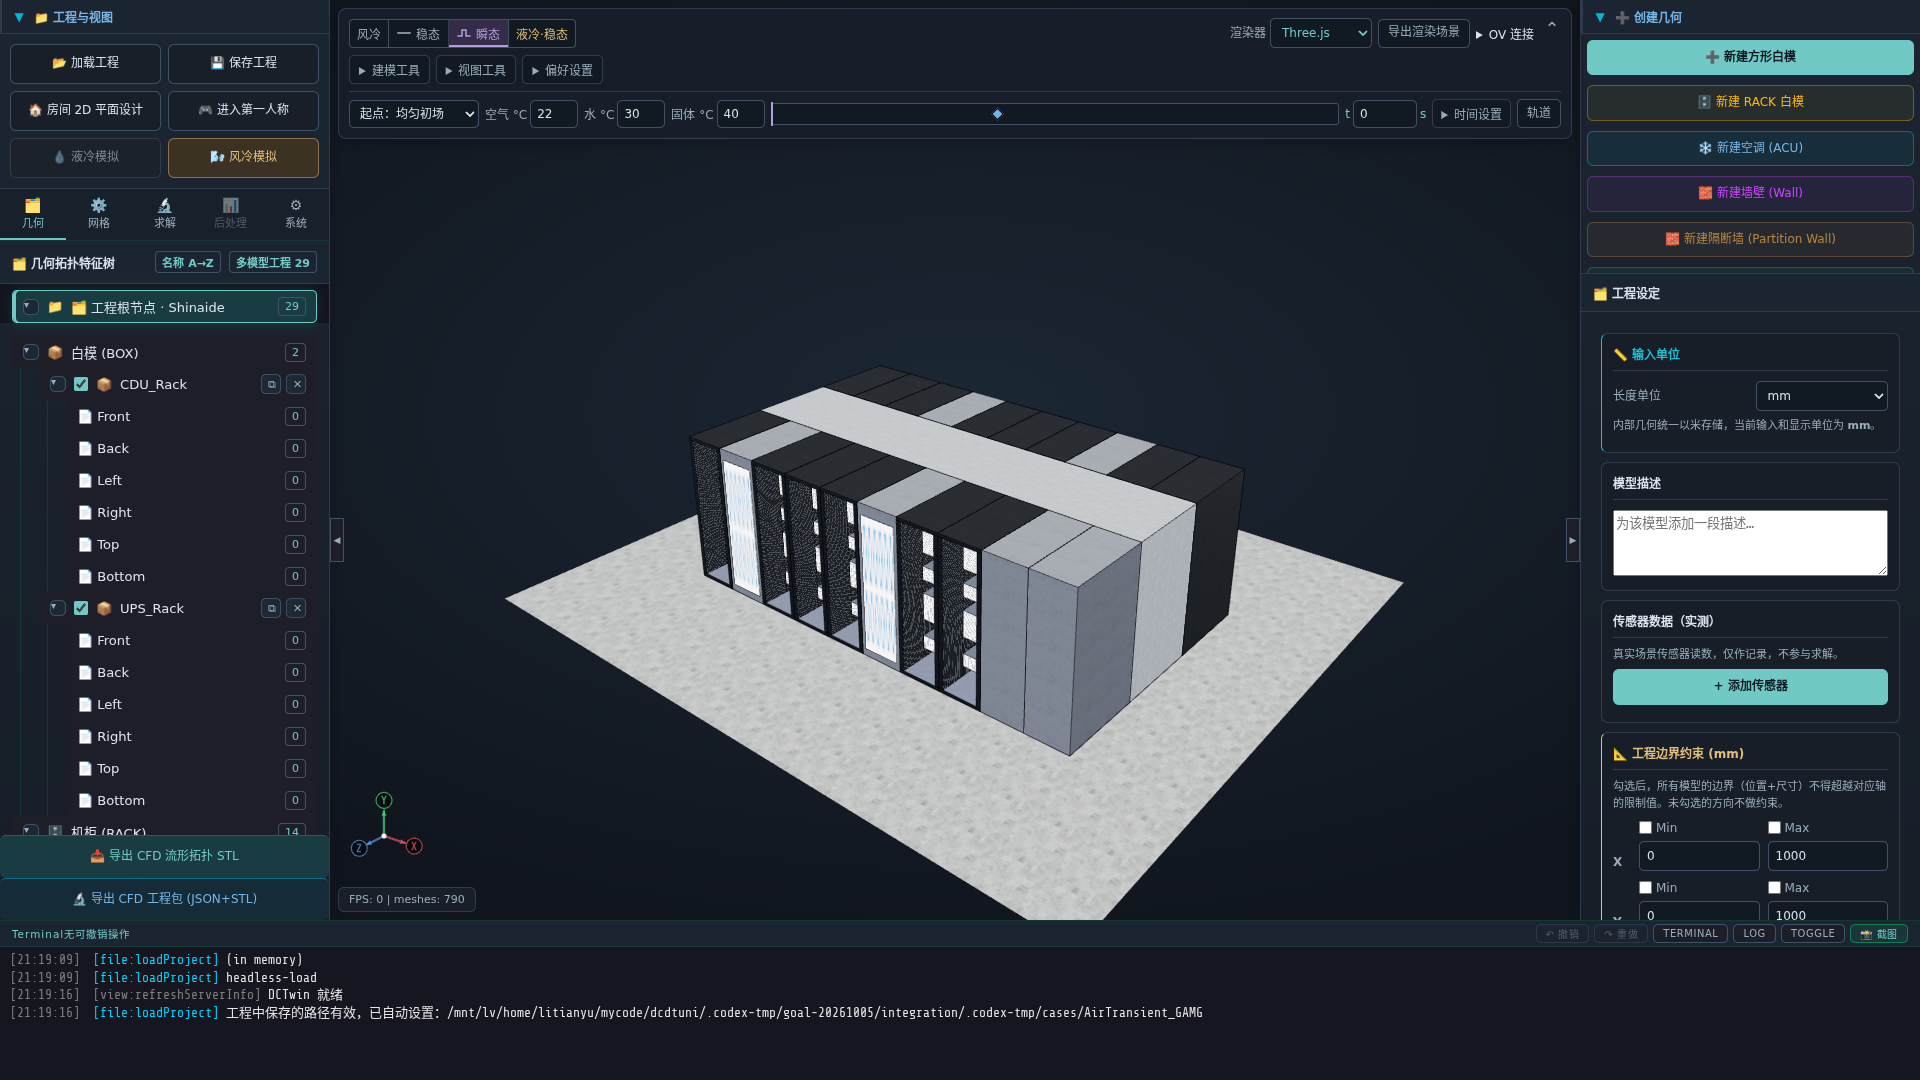 ▼ 📁 工程与视图
📂 加载工程
💾 保存工程
🏠 房间 2D 平面设计
🎮 进入第一人称
💧 液冷模拟
🌬️ 风冷模拟
几何
网格
求解
后处理
系统
🗂️ 几何拓扑特征树
名称 A→Z
多模型工程 29
📁 🗂️ 工程根节点 · Shinaide
29
白模 (BOX)
2
CDU_Rack
Front
0
Back
0
Left
0
Right
0
Top
0
Bottom
0
UPS_Rack
Front
0
Back
0
Left
0
Right
0
Top
0
Bottom
0
机柜 (RACK)
14
📥 导出 CFD 流形拓扑 STL
🔬 导出 CFD 工程包 (JSON+STL)
风冷
稳态
瞬态
液冷·稳态
渲染器
Three.js
导出渲染场景
▶ OV 连接
▶ 建模工具
▶ 视图工具
▶ 偏好设置
起点：均匀初场
空气 °C 22
水 °C 30
固体 °C 40
t 0 s
▶ 时间设置
轨道
Y
Z
X
FPS: 0 | meshes: 790
▼ ➕ 创建几何
➕ 新建方形白模
🗄️ 新建 RACK 白模
❄️ 新建空调 (ACU)
🧱 新建墙壁 (Wall)
🧱 新建隔断墙 (Partition Wall)
🗂️ 工程设定
📏 输入单位
长度单位
mm
内部几何统一以米存储，当前输入和显示单位为 mm。
模型描述
为该模型添加一段描述…
传感器数据（实测）
真实场景传感器读数，仅作记录，不参与求解。
+ 添加传感器
📐 工程边界约束 (mm)
勾选后，所有模型的边界（位置+尺寸）不得超越对应轴
的限制值。未勾选的方向不做约束。
Min
Max
X
0
1000
Min
Max
Y
0
1000
Terminal无可撤销操作
↶ 撤销
↷ 重做
TERMINAL
LOG
TOGGLE
📸 截图
[21:19:09] [file:loadProject] (in memory)
[21:19:09] [file:loadProject] headless-load
[21:19:16] [view:refreshServerInfo] DCTwin 就绪
[21:19:16] [file:loadProject] 工程中保存的路径有效，已自动设置：/mnt/lv/home/litianyu/mycode/dcdtuni/.codex-tmp/goal-20261005/integration/.codex-tmp/cases/AirTransient_GAMG